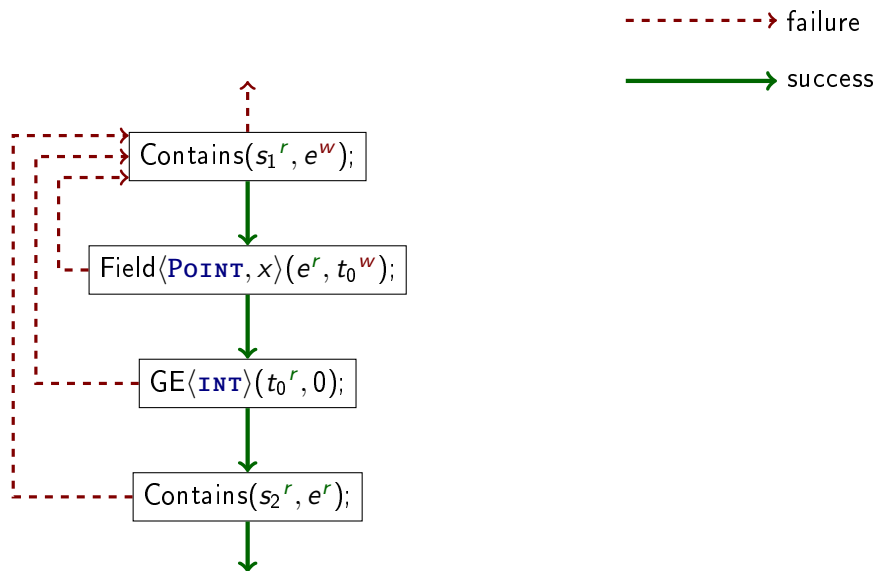 failure
success
Contains(s₁ʳ, eʷ);
Field⟨POINT, x⟩(eʳ, t₀ʷ);
GE⟨INT⟩(t₀ʳ, 0);
Contains(s₂ʳ, eʳ);